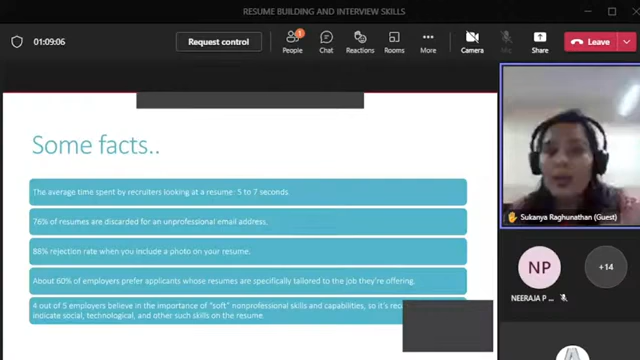 RESUME BUILDING AND INTERVIEW SKILLS
01:09:06
Request control
1
People
Chat
Reactions
Rooms
More
Camera
Mic
Share
Leave
Some facts..
The average time spent by recruiters looking at a resume: 5 to 7 seconds.
76% of resumes are discarded for an unprofessional email address.
88% rejection rate when you include a photo on your resume.
About 60% of employers prefer applicants whose resumes are specifically tailored to the job they're offering.
4 out of 5 employers believe in the importance of "soft" nonprofessional skills and capabilities, so it's
indicate social, technological, and other such skills on the resume.
Sukanya Raghunathan (Guest)
NP
NEERAJA P ...
+14